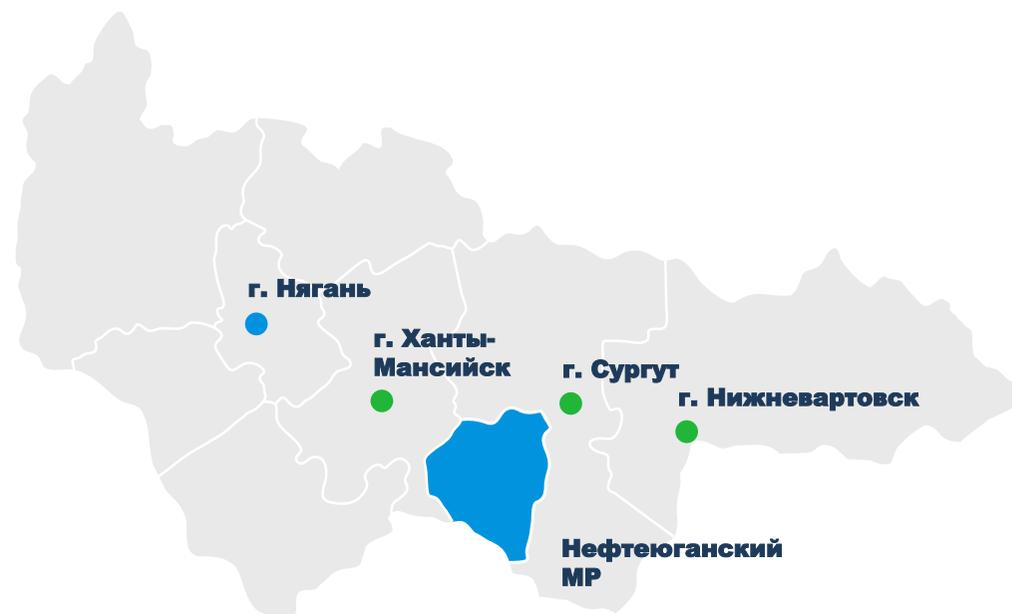 г. Нягань
г. Ханты-
Мансийск
г. Сургут
г. Нижневартовск
Нефтеюганский
МР